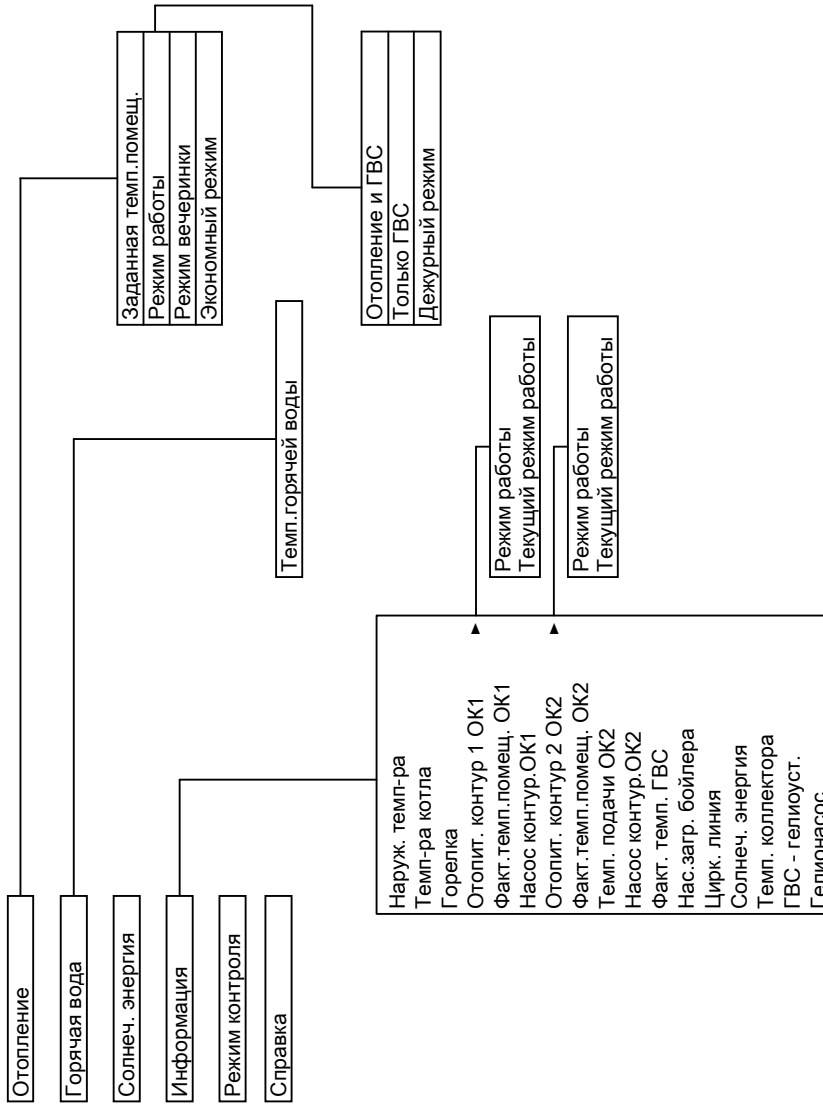 Отопление
Горячая вода
Солнеч. энергия
Информация
Режим контроля
Справка
Заданная темп.помещ.
Режим работы
Режим вечеринки
Экономный режим
Отопление и ГВС
Только ГВС
Дежурный режим
Темп.горячей воды
Наруж. темп-ра
Темп-ра котла
Горелка
Отопит. контур 1 ОК1
Факт.темп.помещ. ОК1
Насос контур.ОК1
Отопит. контур 2 ОК2
Факт.темп.помещ. ОК2
Темп. подачи ОК2
Насос контур.ОК2
Факт. темп. ГВС
Нас.загр. бойлера
Цирк. линия
Солнеч. энергия
Темп. коллектора
ГВС - гелиоуст.
Гелионасос
Режим работы
Текущий режим работы
Режим работы
Текущий режим работы